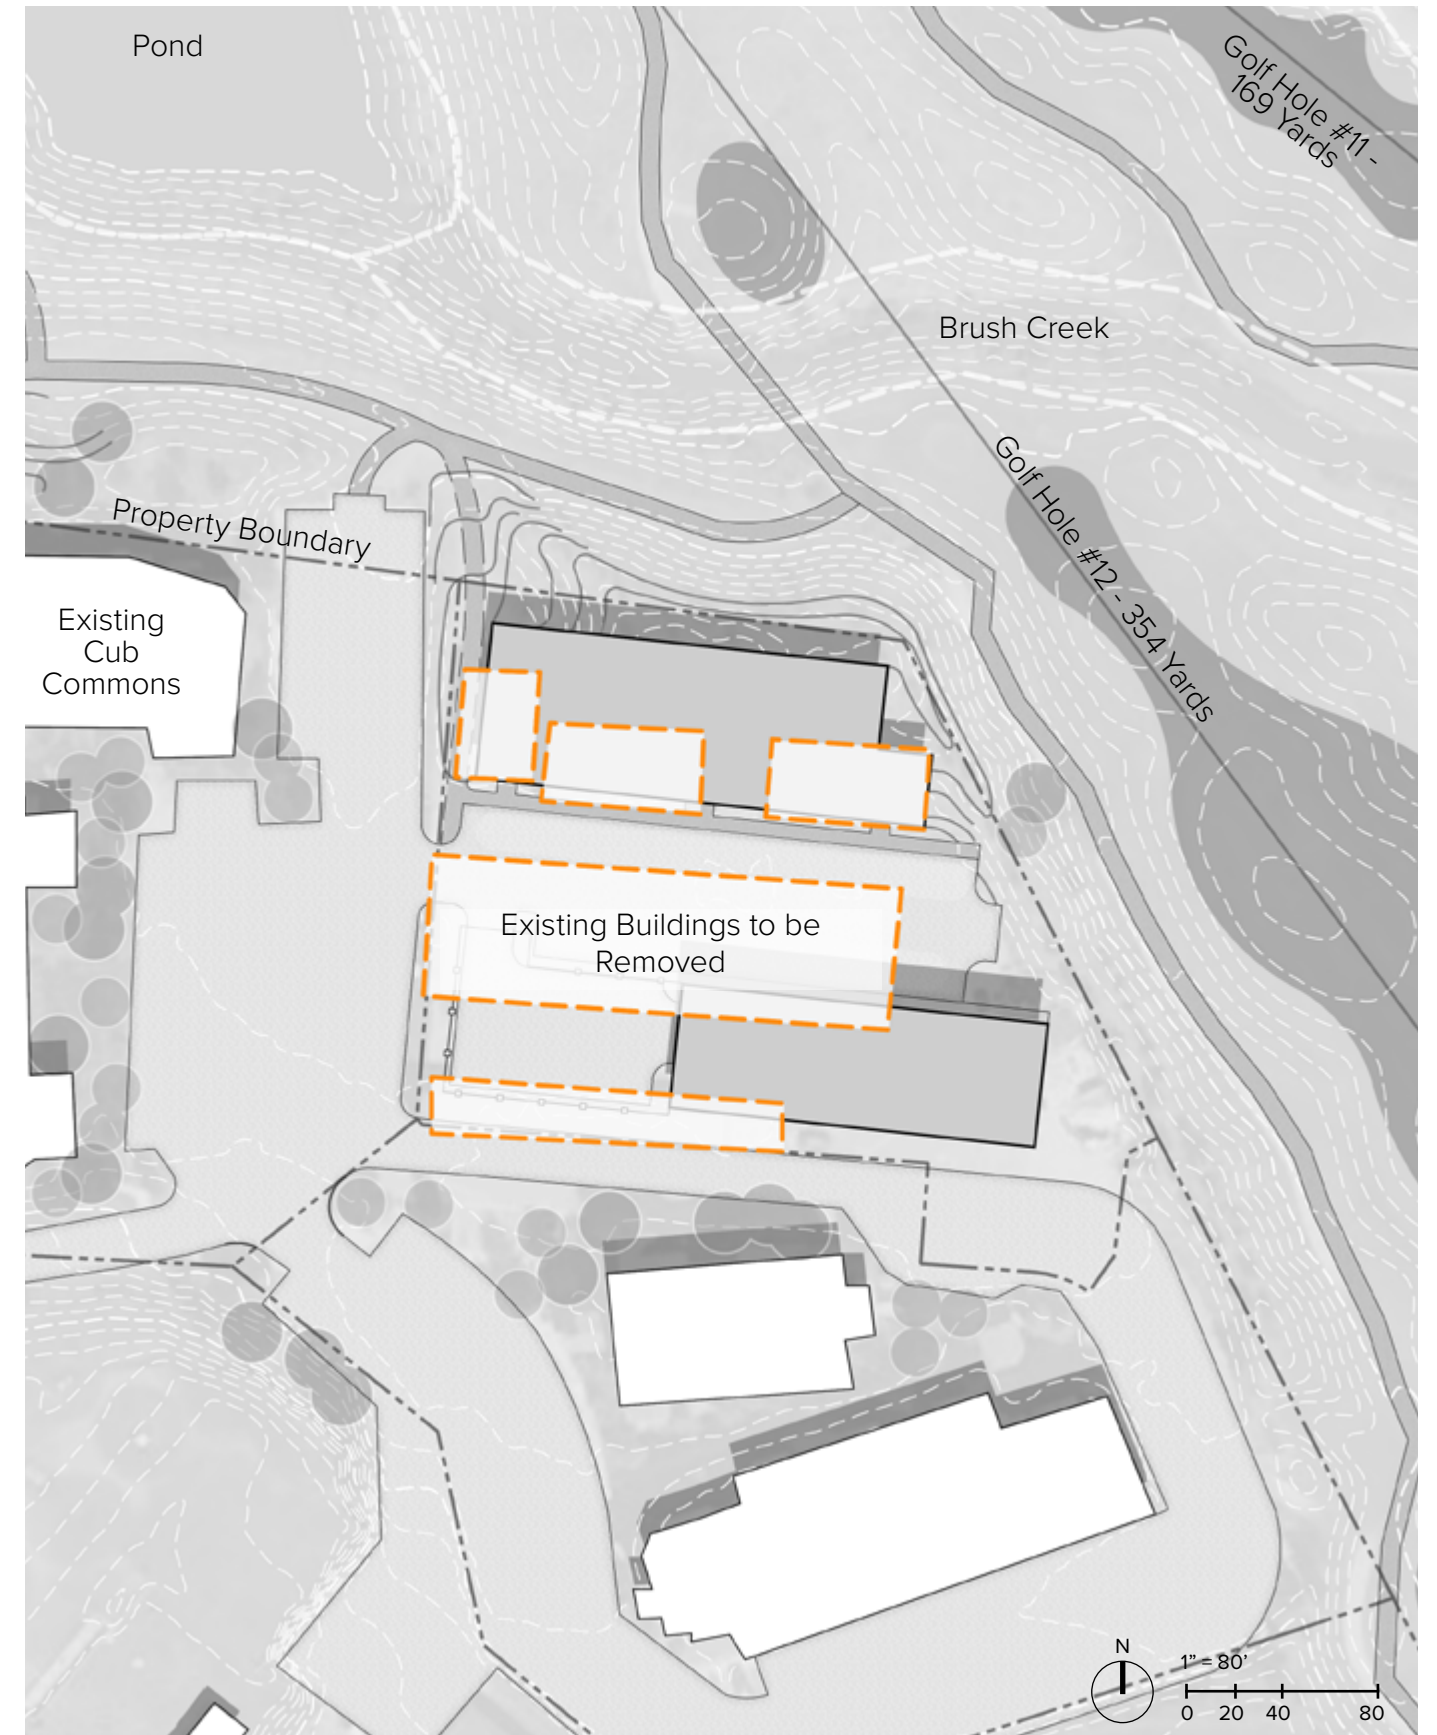 Pond
Golf Hole #11 -
169 Yards
Brush Creek
Golf Hole #12 - 354 Yards
Property Boundary
Existing
Cub
Commons
Existing Buildings to be
Removed
N
1” = 80’
0 20 40 80